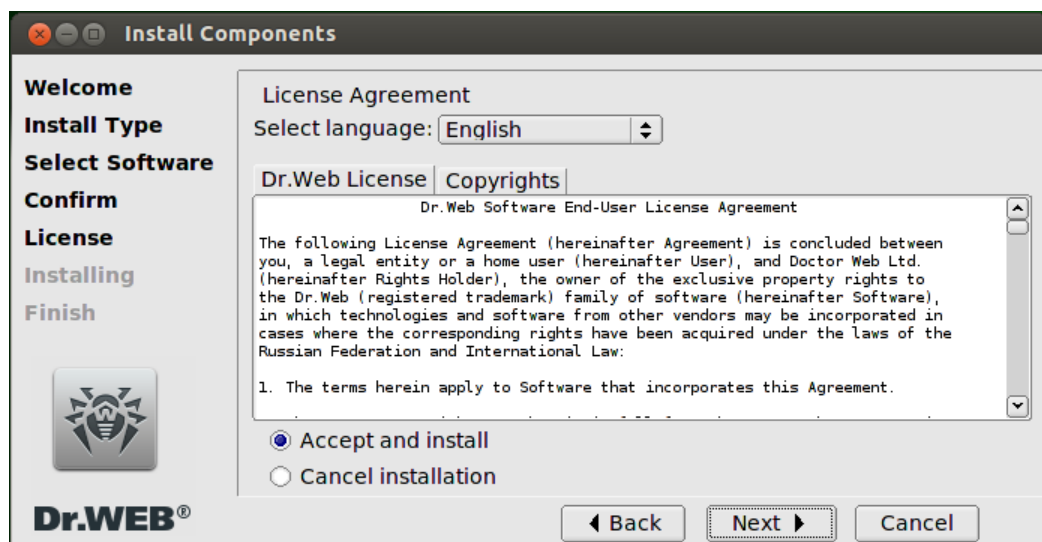 Install Components
Welcome
Install Type
Select Software
Confirm
License
Installing
Finish
Dr.WEB®
License Agreement
Select language: English
Dr.Web License Copyrights
Dr.Web Software End-User License Agreement
The following License Agreement (hereinafter Agreement) is concluded between
you, a legal entity or a home user (hereinafter User), and Doctor Web Ltd.
(hereinafter Rights Holder), the owner of the exclusive property rights to
the Dr.Web (registered trademark) family of software (hereinafter Software),
in which technologies and software from other vendors may be incorporated in
cases where the corresponding rights have been acquired under the laws of the
Russian Federation and International Law:
1. The terms herein apply to Software that incorporates this Agreement.
Accept and install
Cancel installation
Back Next Cancel